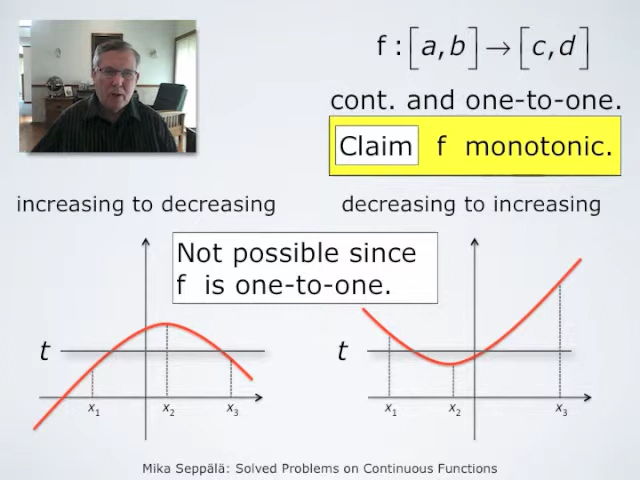 f : [a,b] → [c,d]
cont. and one-to-one.
Claim f monotonic.
increasing to decreasing
decreasing to increasing
Not possible since
f is one-to-one.
t
t
x₁ x₂ x₃
x₁ x₂ x₃
Mika Seppälä: Solved Problems on Continuous Functions